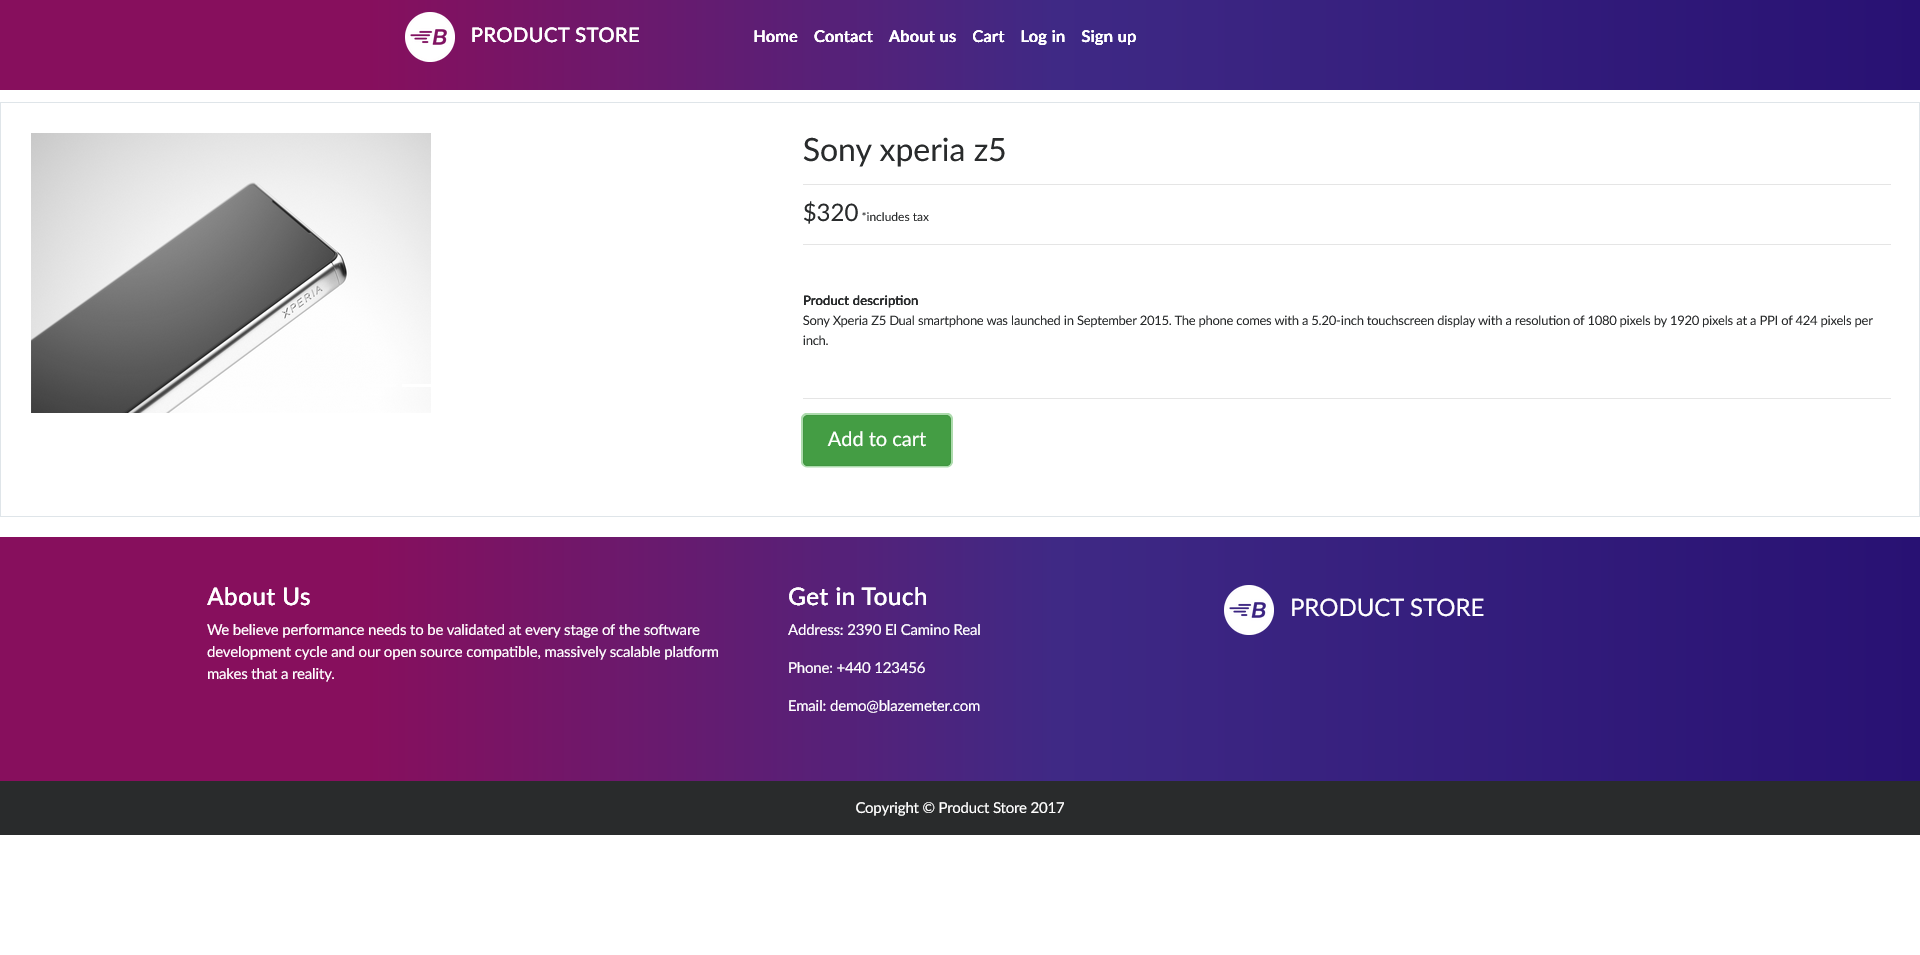 B PRODUCT STORE
Home Contact About us Cart Log in Sign up
XPERIA
Sony xperia z5
$320 *includes tax
Product description
Sony Xperia Z5 Dual smartphone was launched in September 2015. The phone comes with a 5.20-inch touchscreen display with a resolution of 1080 pixels by 1920 pixels at a PPI of 424 pixels per
inch.
Add to cart
About Us
We believe performance needs to be validated at every stage of the software
development cycle and our open source compatible, massively scalable platform
makes that a reality.
Get in Touch
Address: 2390 El Camino Real
Phone: +440 123456
Email: demo@blazemeter.com
B PRODUCT STORE
Copyright © Product Store 2017